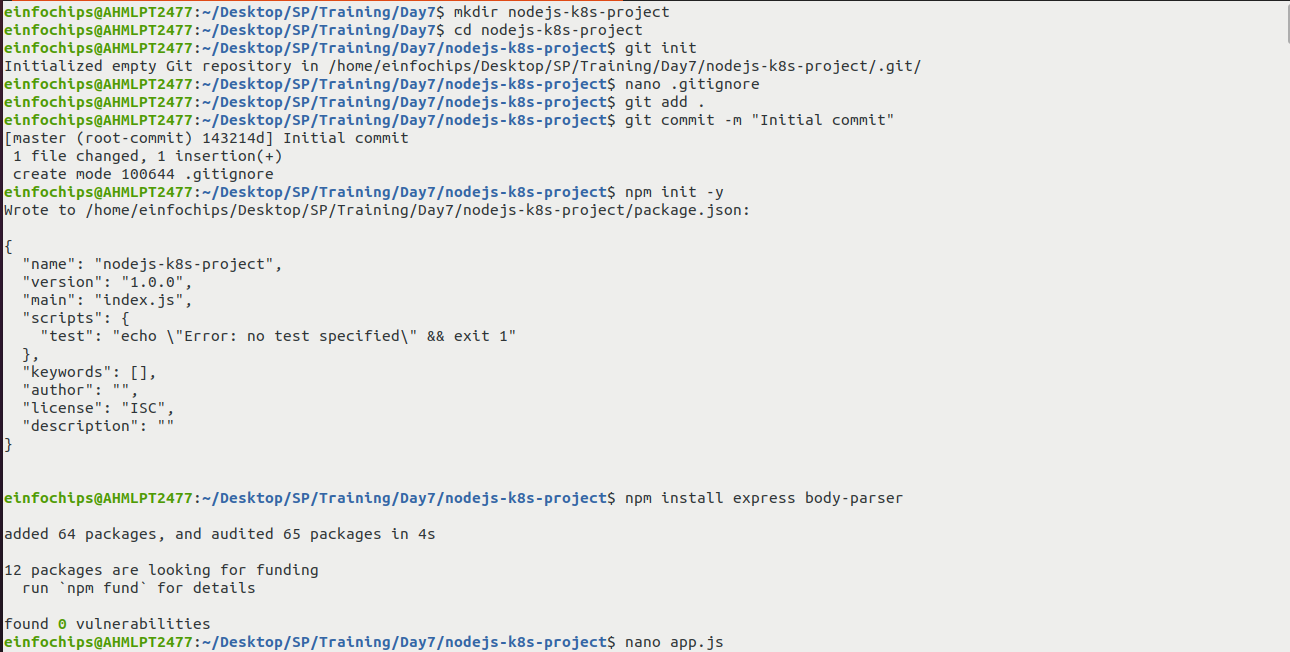 einfochips@AHMLPT2477:~/Desktop/SP/Training/Day7$ mkdir nodejs-k8s-project
einfochips@AHMLPT2477:~/Desktop/SP/Training/Day7$ cd nodejs-k8s-project
einfochips@AHMLPT2477:~/Desktop/SP/Training/Day7/nodejs-k8s-project$ git init
Initialized empty Git repository in /home/einfochips/Desktop/SP/Training/Day7/nodejs-k8s-project/.git/
einfochips@AHMLPT2477:~/Desktop/SP/Training/Day7/nodejs-k8s-project$ nano .gitignore
einfochips@AHMLPT2477:~/Desktop/SP/Training/Day7/nodejs-k8s-project$ git add .
einfochips@AHMLPT2477:~/Desktop/SP/Training/Day7/nodejs-k8s-project$ git commit -m "Initial commit"
[master (root-commit) 143214d] Initial commit
 1 file changed, 1 insertion(+)
 create mode 100644 .gitignore
einfochips@AHMLPT2477:~/Desktop/SP/Training/Day7/nodejs-k8s-project$ npm init -y
Wrote to /home/einfochips/Desktop/SP/Training/Day7/nodejs-k8s-project/package.json:

{
  "name": "nodejs-k8s-project",
  "version": "1.0.0",
  "main": "index.js",
  "scripts": {
    "test": "echo \"Error: no test specified\" && exit 1"
  },
  "keywords": [],
  "author": "",
  "license": "ISC",
  "description": ""
}

einfochips@AHMLPT2477:~/Desktop/SP/Training/Day7/nodejs-k8s-project$ npm install express body-parser

added 64 packages, and audited 65 packages in 4s

12 packages are looking for funding
  run `npm fund` for details

found 0 vulnerabilities
einfochips@AHMLPT2477:~/Desktop/SP/Training/Day7/nodejs-k8s-project$ nano app.js